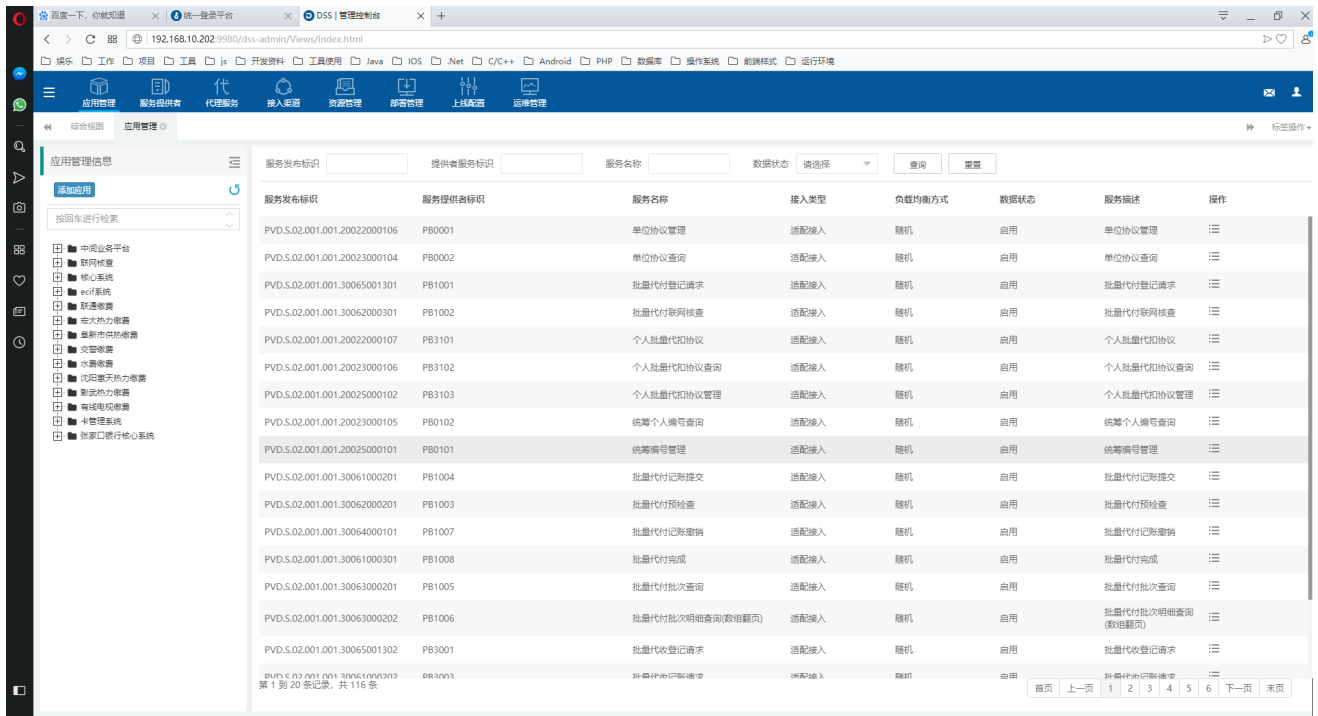 百度一下，你就知道 统一登录平台 DSS | 管理控制台
192.168.10.202:9980/dss-admin/Views/index.html
娱乐 工作 项目 工具 js 开发资料 工具使用 Java IOS .Net C/C++ Android PHP 数据库 操作系统 前端样式 运行环境
应用管理 服务提供者 代理服务 接入渠道 资源管理 部署管理 上线配置 运维管理
综合视图 应用管理 标签操作
应用管理信息
添加应用
按回车进行检索
中间业务平台
联网核查
核心系统
ecif系统
联通缴费
宏大热力缴费
阜新市供热缴费
交警缴费
水费缴费
沈阳惠天热力缴费
彰武热力缴费
有线电视缴费
卡管理系统
张家口银行核心系统
服务发布标识 提供者服务标识 服务名称 数据状态 请选择 查询 重置
服务发布标识 服务提供者标识 服务名称 接入类型 负载均衡方式 数据状态 服务描述 操作
PVD.S.02.001.001.20022000106 PB0001 单位协议管理 适配接入 随机 启用 单位协议管理
PVD.S.02.001.001.20023000104 PB0002 单位协议查询 适配接入 随机 启用 单位协议查询
PVD.S.02.001.001.30065001301 PB1001 批量代付登记请求 适配接入 随机 启用 批量代付登记请求
PVD.S.02.001.001.30062000301 PB1002 批量代付联网核查 适配接入 随机 启用 批量代付联网核查
PVD.S.02.001.001.20022000107 PB3101 个人批量代扣协议 适配接入 随机 启用 个人批量代扣协议
PVD.S.02.001.001.20023000106 PB3102 个人批量代扣协议查询 适配接入 随机 启用 个人批量代扣协议查询
PVD.S.02.001.001.20025000102 PB3103 个人批量代扣协议管理 适配接入 随机 启用 个人批量代扣协议管理
PVD.S.02.001.001.20023000105 PB0102 统筹个人编号查询 适配接入 随机 启用 统筹个人编号查询
PVD.S.02.001.001.20025000101 PB0101 统筹编号管理 适配接入 随机 启用 统筹编号管理
PVD.S.02.001.001.30061000201 PB1004 批量代付记账提交 适配接入 随机 启用 批量代付记账提交
PVD.S.02.001.001.30062000201 PB1003 批量代付预检查 适配接入 随机 启用 批量代付预检查
PVD.S.02.001.001.30064000101 PB1007 批量代付记账撤销 适配接入 随机 启用 批量代付记账撤销
PVD.S.02.001.001.30061000301 PB1008 批量代付完成 适配接入 随机 启用 批量代付完成
PVD.S.02.001.001.30063000201 PB1005 批量代付批次查询 适配接入 随机 启用 批量代付批次查询
PVD.S.02.001.001.30063000202 PB1006 批量代付批次明细查询(数组翻页) 适配接入 随机 启用 批量代付批次明细查询
(数组翻页)
PVD.S.02.001.001.30065001302 PB3001 批量代收登记请求 适配接入 随机 启用 批量代收登记请求
PVD.S.02.001.001.30061000202 PB3003 批量代收记账请求 适配接入 随机 启用 批量代收记账请求
第 1 到 20 条记录，共 116 条
首页 上一页 1 2 3 4 5 6 下一页 末页